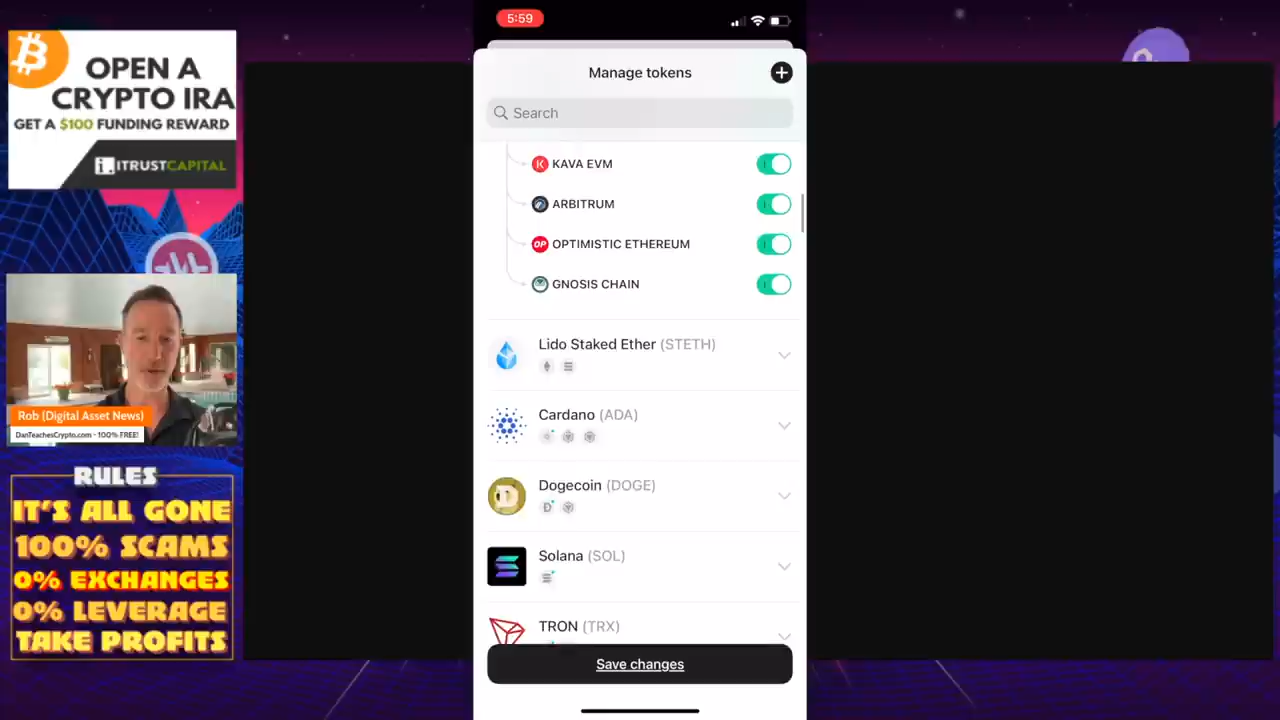 OPEN A
CRYPTO IRA
GET A $100 FUNDING REWARD
ITRUSTCAPITAL
Rob (Digital Asset News)
DanTeachesCrypto.com - 100% FREE!
RULES
IT'S ALL GONE
100% SCAMS
0% EXCHANGES
0% LEVERAGE
TAKE PROFITS
5:59
Manage tokens
Search
KAVA EVM
ARBITRUM
OP OPTIMISTIC ETHEREUM
GNOSIS CHAIN
Lido Staked Ether (STETH)
Cardano (ADA)
Dogecoin (DOGE)
Solana (SOL)
TRON (TRX)
Save changes